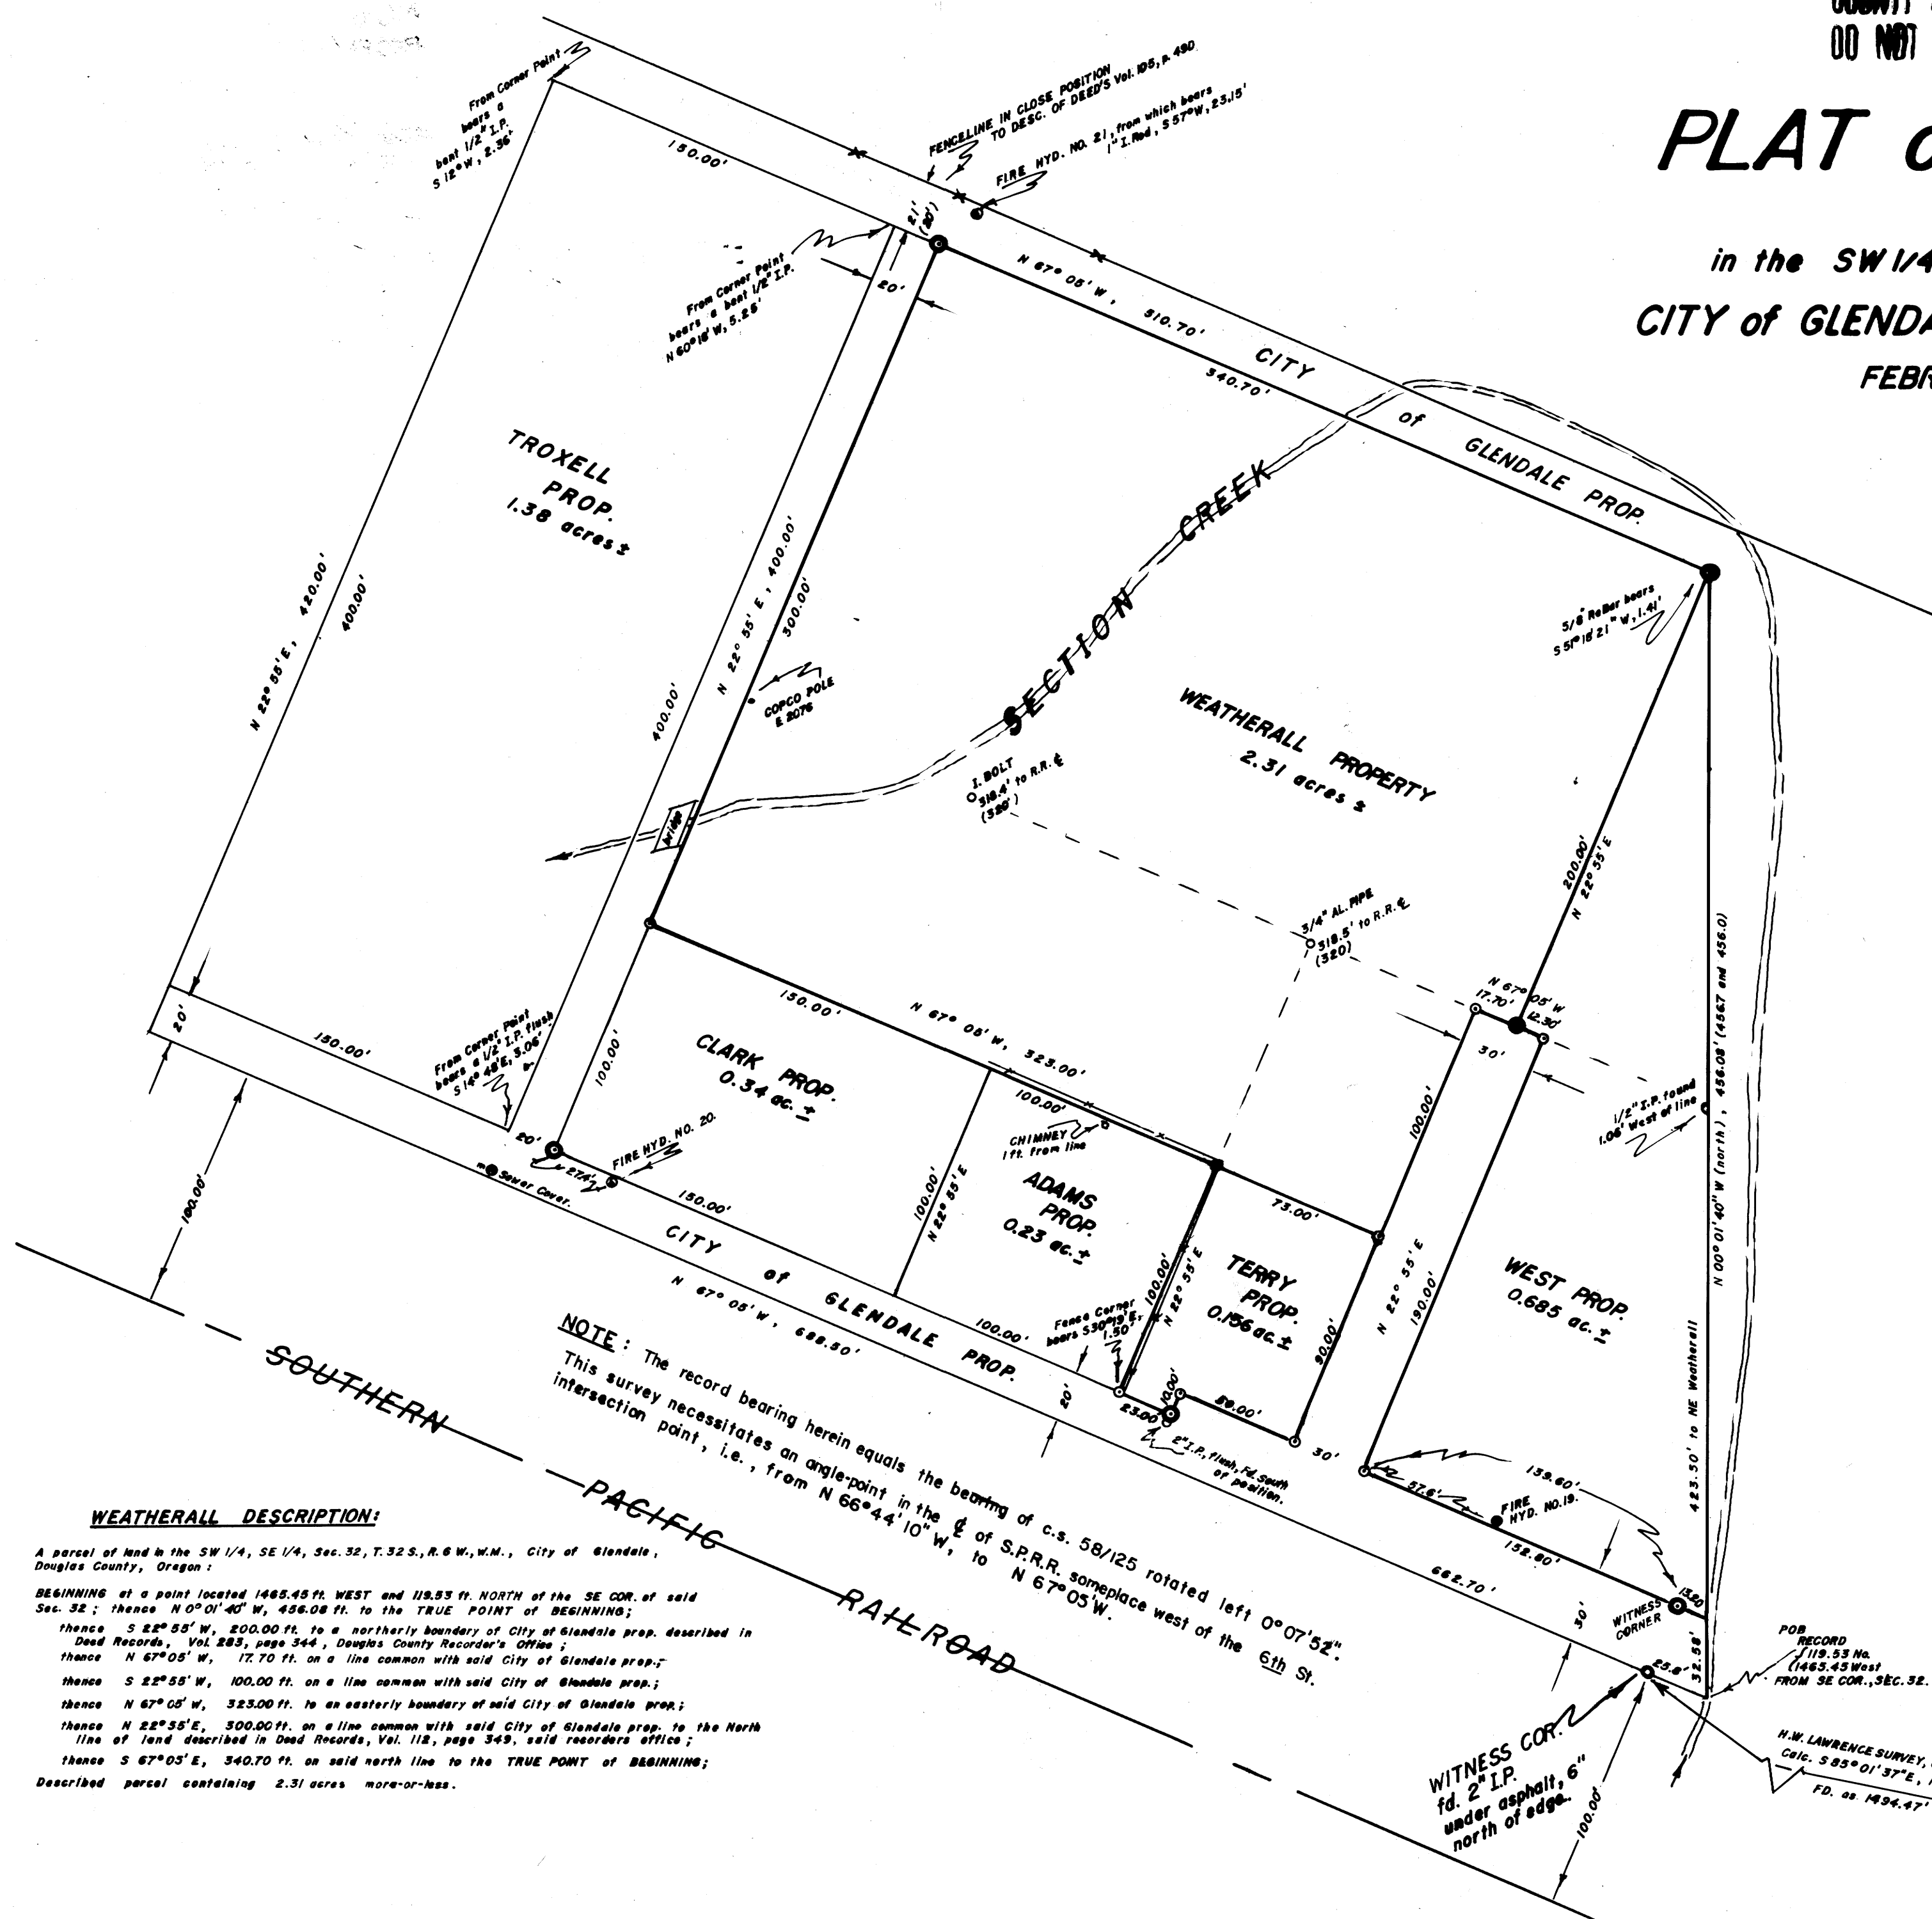 DO NOT
PLAT
in the SW 1/4
CITY of GLENDA
FEBR
From Corner Point
bears
a
bent 1/2" I.P.
S 12° W, 2.36'
150.00'
FENCELINE IN CLOSE POSITION
TO DESC. OF DEED'S Vol. 105, p. 490
FIRE HYD. NO. 21, from which bears
1" I. Rod, S 57° W, 23.15'
21'
(20')
From Corner Point
bears a bent 1/2" I.P.
N 60° 18' W, 5.25'
20'
N 67° 05' W, 510.70'
340.70'
CITY of GLENDALE PROP.
TROXELL
PROP.
1.38 acres ±
N 22° 55' E, 420.00'
400.00'
N 22° 55' E, 400.00'
300.00'
400.00'
COPCO POLE
E 2076
SECTION CREEK
bridge
WEATHERALL PROPERTY
2.31 acres ±
5/8" ReBar bears
S 51° 18' 21" W, 1.41'
I. BOLT
318.4' to R.R. ℄
(320')
3/4" AL. PIPE
318.5' to R.R. ℄
(320)
200.00'
N 22° 55' E
N 67° 05' W
17.70'
12.30'
30'
1/2" I.P. found
1.06' West of line
N 00° 01' 40" W (north), 456.08' (456.7 and 456.0)
423.50' to NE Weatherall
20'
150.00'
From Corner Point
bears a 1/2" I.P. flush
S 14° 48' E, 3.06'
100.00'
CLARK PROP.
0.34 ac. ±
150.00'
N 67° 05' W, 323.00'
100.00'
CHIMNEY
1 ft. from line
ADAMS
PROP.
0.23 ac. ±
100.00'
N 22° 55' E
73.00'
TERRY
PROP.
0.156 ac. ±
100.00'
N 22° 55' E
90.00'
100.00'
N 22° 55' E
190.00'
WEST PROP.
0.685 ac. ±
20'
27.4'
FIRE HYD. NO. 20.
Sewer Cover.
150.00'
100.00'
100.00'
CITY of GLENDALE PROP.
N 67° 05' W, 688.50'
20'
Fence Corner
bears S 30° 19' E,
1.50'
23.00'
10.00'
50.00'
30'
2" I.P., flush, Fd. South
of position.
57.6'
139.60'
FIRE
HYD. NO. 19.
152.80'
13.20
662.70'
30'
WITNESS
CORNER
25.8'
32.58'
POB
RECORD
119.53 No.
1465.45 West
FROM SE COR., SEC. 32.
H.W. LAWRENCE SURVEY,
Calc. S 85° 01' 37" E,
FD. as 1494.47'
WITNESS COR.
fd. 2" I.P.
under asphalt, 6"
north of edge.
100.00'
SOUTHERN PACIFIC RAILROAD
NOTE: The record bearing herein equals the bearing of c.s. 58/125 rotated left 0° 07' 52".
This survey necessitates an angle-point in the ℄ of S.P.R.R. someplace west of the 6th St.
intersection point, i.e., from N 66° 44' 10" W, to N 67° 05' W.
WEATHERALL DESCRIPTION:
A parcel of land in the SW 1/4, SE 1/4, Sec. 32, T. 32 S., R. 6 W., W.M., City of Glendale,
Douglas County, Oregon:
BEGINNING at a point located 1465.45 ft. WEST and 119.53 ft. NORTH of the SE COR. of said
Sec. 32; thence N 0° 01' 40" W, 456.08 ft. to the TRUE POINT of BEGINNING;
thence S 22° 55' W, 200.00 ft. to a northerly boundary of City of Glendale prop. described in
Deed Records, Vol. 283, page 344, Douglas County Recorder's Office;
thence N 67° 05' W, 17.70 ft. on a line common with said City of Glendale prop.;
thence S 22° 55' W, 100.00 ft. on a line common with said City of Glendale prop.;
thence N 67° 05' W, 323.00 ft. to an easterly boundary of said City of Glendale prop.;
thence N 22° 55' E, 300.00 ft. on a line common with said City of Glendale prop. to the North
line of land described in Deed Records, Vol. 112, page 349, said recorders office;
thence S 67° 05' E, 340.70 ft. on said north line to the TRUE POINT of BEGINNING;
Described parcel containing 2.31 acres more-or-less.